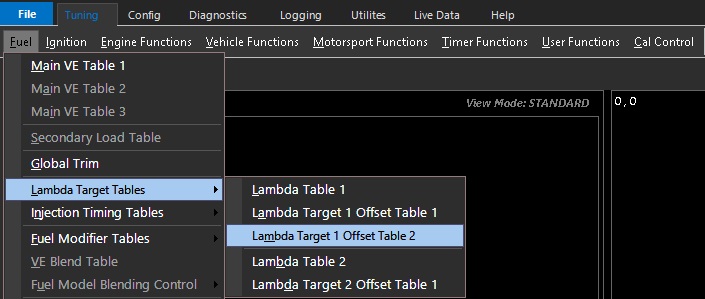 File Tuning Config Diagnostics Logging Utilites Live Data Help
Fuel Ignition Engine Functions Vehicle Functions Motorsport Functions Timer Functions User Functions Cal Control
Main VE Table 1
Main VE Table 2
Main VE Table 3
Secondary Load Table
Global Trim
Lambda Target Tables
Injection Timing Tables
Fuel Modifier Tables
VE Blend Table
Fuel Model Blending Control
Lambda Table 1
Lambda Target 1 Offset Table 1
Lambda Target 1 Offset Table 2
Lambda Table 2
Lambda Target 2 Offset Table 1
View Mode: STANDARD
0 , 0